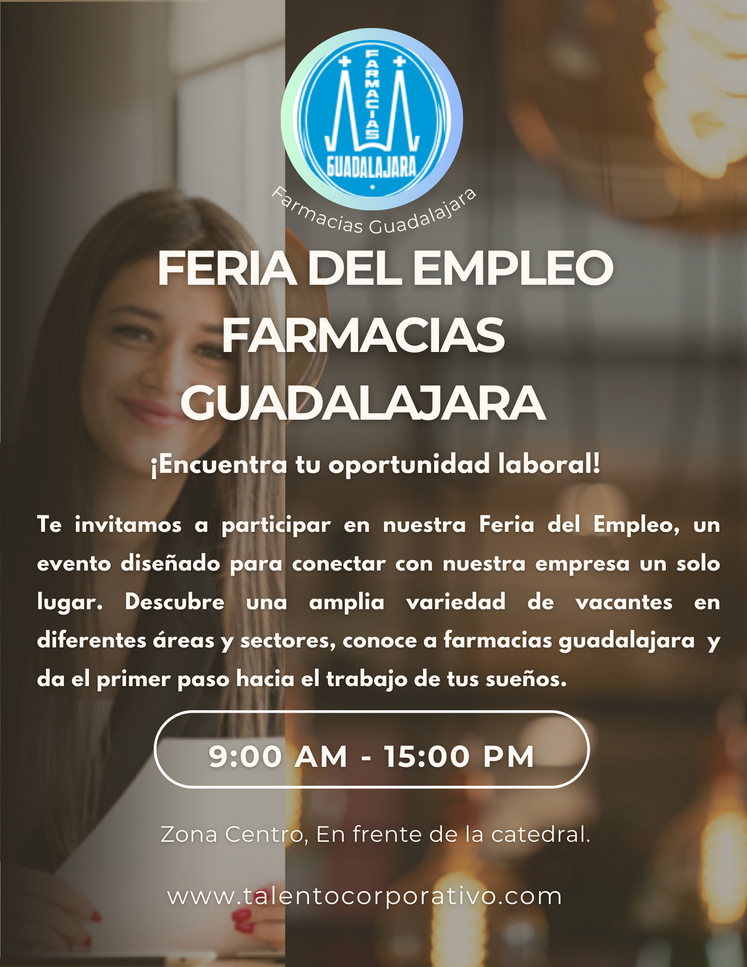 FARMACIAS
GUADALAJARA
Farmacias Guadalajara
FERIA DEL EMPLEO
FARMACIAS
GUADALAJARA
¡Encuentra tu oportunidad laboral!
Te invitamos a participar en nuestra Feria del Empleo, un
evento diseñado para conectar con nuestra empresa un solo
lugar. Descubre una amplia variedad de vacantes en
diferentes áreas y sectores, conoce a farmacias guadalajara y
da el primer paso hacia el trabajo de tus sueños.
9:00 AM - 15:00 PM
Zona Centro, En frente de la catedral.
www.talentocorporativo.com